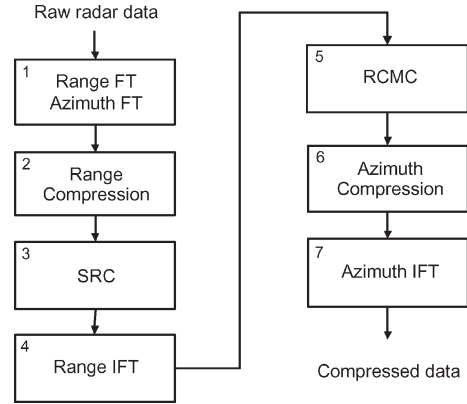 Raw radar data
1
Range FT
Azimuth FT
2
Range
Compression
3
SRC
4
Range IFT
5
RCMC
6
Azimuth
Compression
7
Azimuth IFT
Compressed data